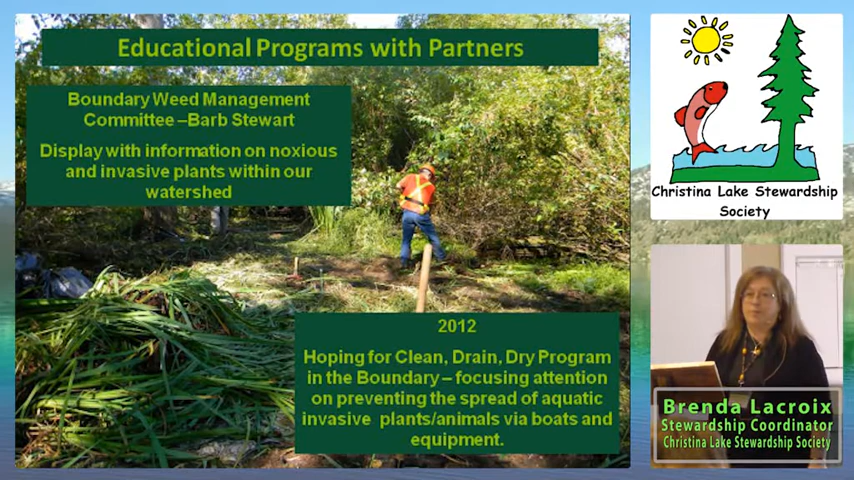 Educational Programs with Partners
Boundary Weed Management
Committee –Barb Stewart
Display with information on noxious
and invasive plants within our
watershed
2012
Hoping for Clean, Drain, Dry Program
in the Boundary – focusing attention
on preventing the spread of aquatic
invasive plants/animals via boats and
equipment.
Christina Lake Stewardship
Society
Brenda Lacroix
Stewardship Coordinator
Christina Lake Stewardship Society